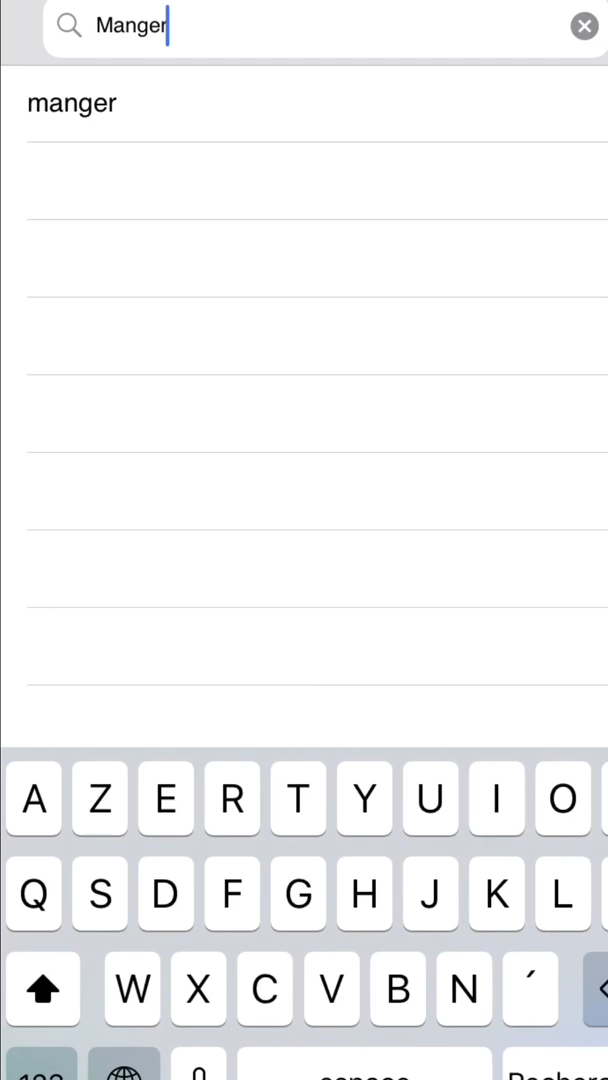 Manger
manger
A Z E R T Y U I O
Q S D F G H J K L
W X C V B N ´